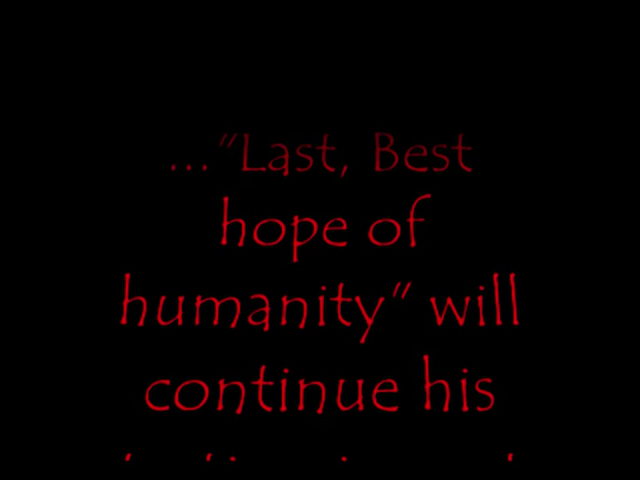 ..."Last, Best
hope of
humanity" will
continue his